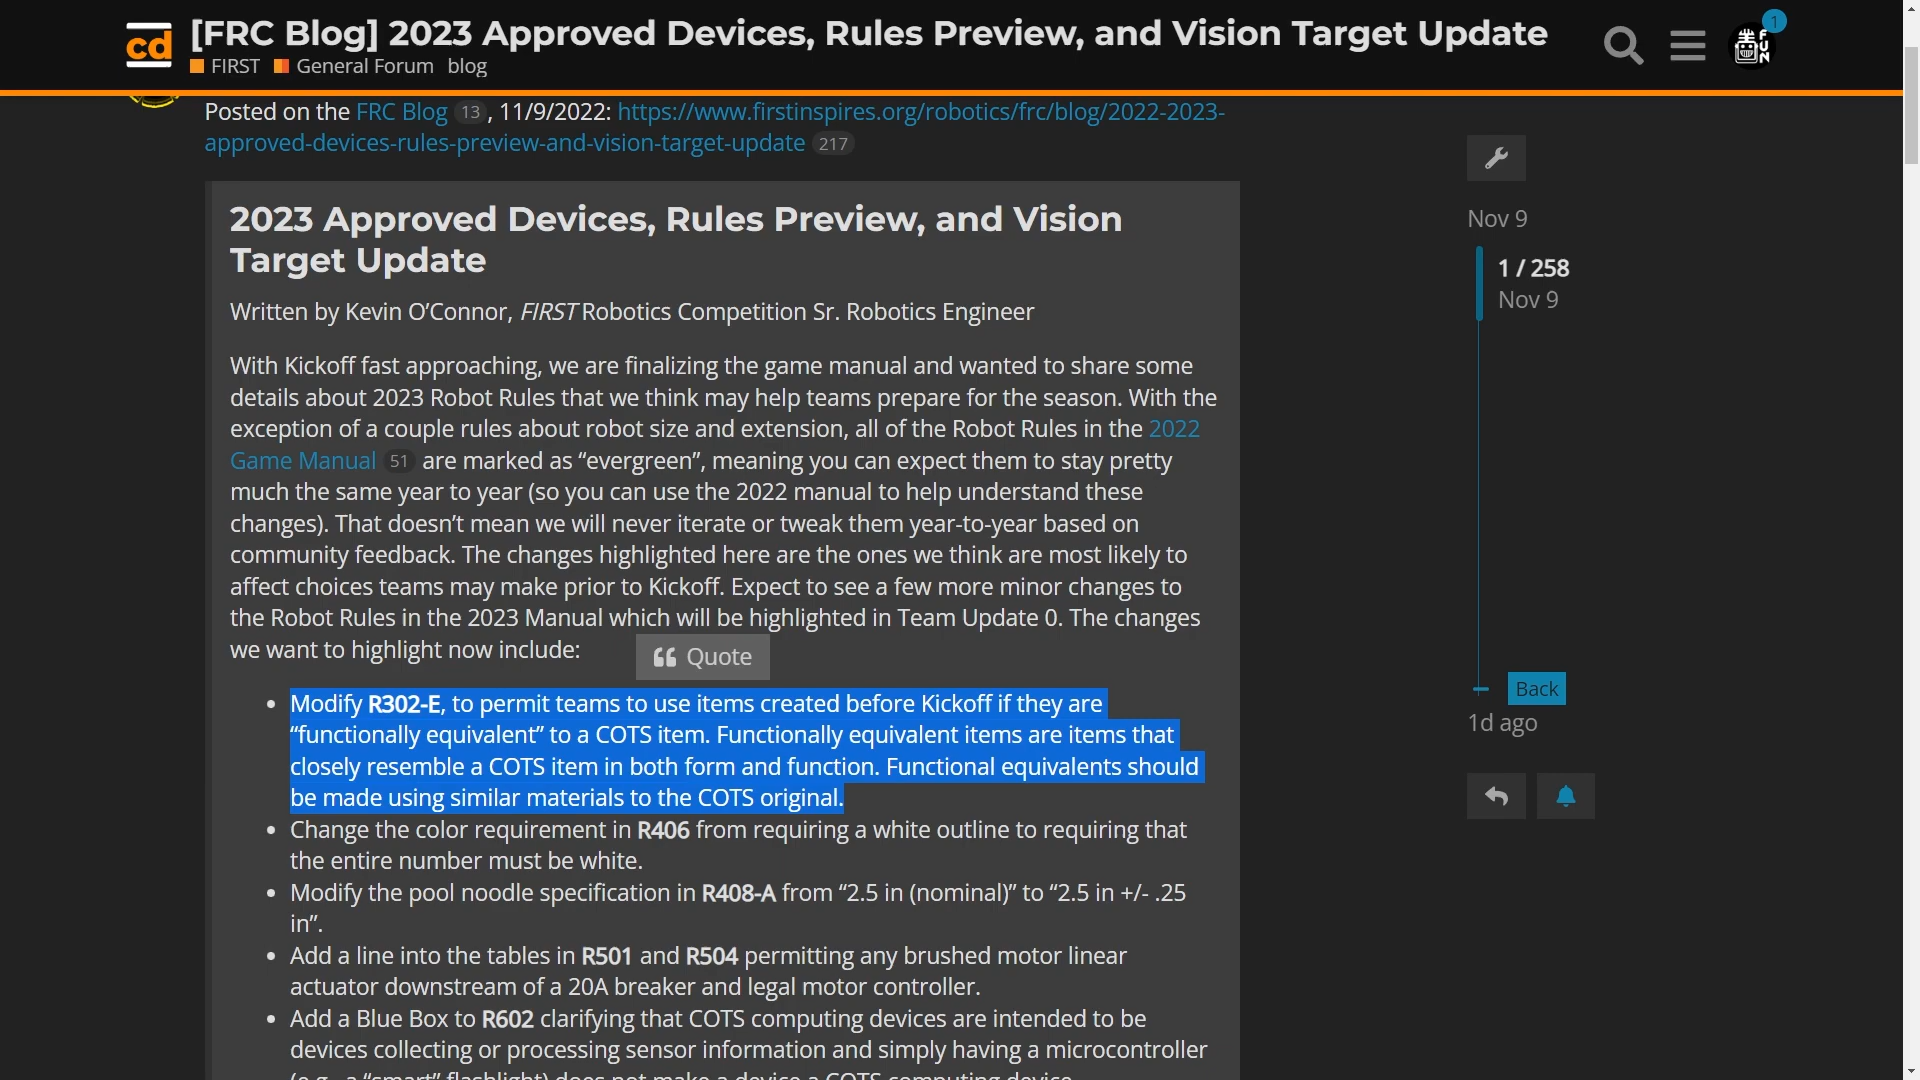 cd
[FRC Blog] 2023 Approved Devices, Rules Preview, and Vision Target Update
FIRST General Forum blog
1
FUN
Posted on the FRC Blog 13 , 11/9/2022: https://www.firstinspires.org/robotics/frc/blog/2022-2023-
approved-devices-rules-preview-and-vision-target-update 217
2023 Approved Devices, Rules Preview, and Vision
Target Update
Written by Kevin O’Connor, FIRST Robotics Competition Sr. Robotics Engineer
With Kickoff fast approaching, we are finalizing the game manual and wanted to share some
details about 2023 Robot Rules that we think may help teams prepare for the season. With the
exception of a couple rules about robot size and extension, all of the Robot Rules in the 2022
Game Manual 51 are marked as “evergreen”, meaning you can expect them to stay pretty
much the same year to year (so you can use the 2022 manual to help understand these
changes). That doesn’t mean we will never iterate or tweak them year-to-year based on
community feedback. The changes highlighted here are the ones we think are most likely to
affect choices teams may make prior to Kickoff. Expect to see a few more minor changes to
the Robot Rules in the 2023 Manual which will be highlighted in Team Update 0. The changes
we want to highlight now include:
Quote
• Modify R302-E, to permit teams to use items created before Kickoff if they are
“functionally equivalent” to a COTS item. Functionally equivalent items are items that
closely resemble a COTS item in both form and function. Functional equivalents should
be made using similar materials to the COTS original.
• Change the color requirement in R406 from requiring a white outline to requiring that
the entire number must be white.
• Modify the pool noodle specification in R408-A from “2.5 in (nominal)” to “2.5 in +/- .25
in”.
• Add a line into the tables in R501 and R504 permitting any brushed motor linear
actuator downstream of a 20A breaker and legal motor controller.
• Add a Blue Box to R602 clarifying that COTS computing devices are intended to be
devices collecting or processing sensor information and simply having a microcontroller
(e.g., a “smart” flashlight) does not make a device a COTS computing device.
Nov 9
1 / 258
Nov 9
Back
1d ago